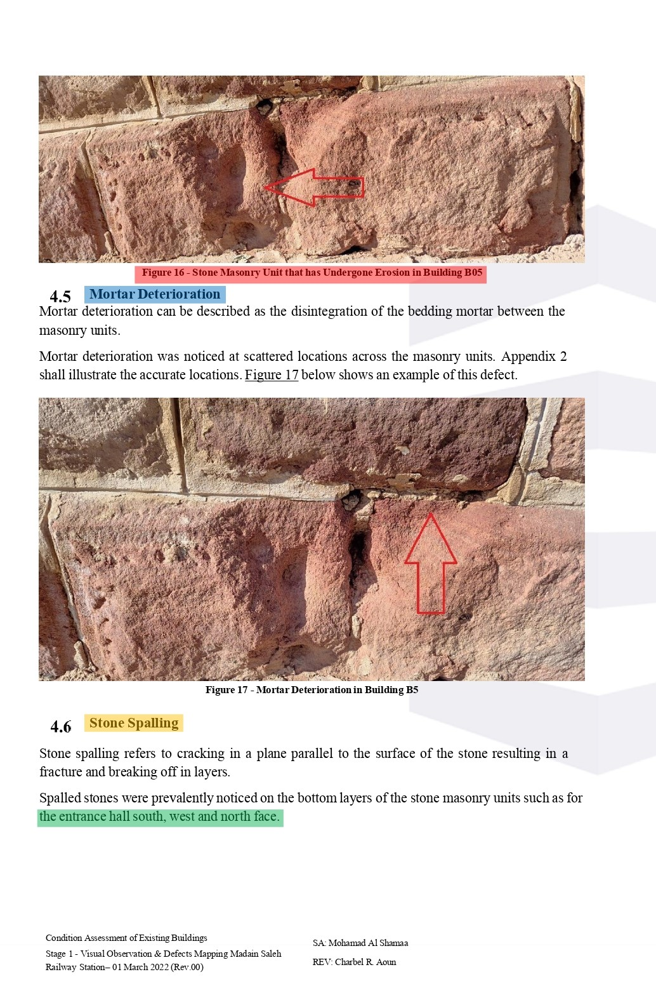 Figure 16 - Stone Masonry Unit that has Undergone Erosion in Building B05
4.5 Mortar Deterioration
Mortar deterioration can be described as the disintegration of the bedding mortar between the
masonry units.
Mortar deterioration was noticed at scattered locations across the masonry units. Appendix 2
shall illustrate the accurate locations. Figure 17 below shows an example of this defect.
Figure 17 - Mortar Deterioration in Building B5
4.6 Stone Spalling
Stone spalling refers to cracking in a plane parallel to the surface of the stone resulting in a
fracture and breaking off in layers.
Spalled stones were prevalently noticed on the bottom layers of the stone masonry units such as for
the entrance hall south, west and north face.
Condition Assessment of Existing Buildings
Stage 1 - Visual Observation & Defects Mapping Madain Saleh
Railway Station– 01 March 2022 (Rev.00)
SA: Mohamad Al Shamaa
REV: Charbel R. Aoun